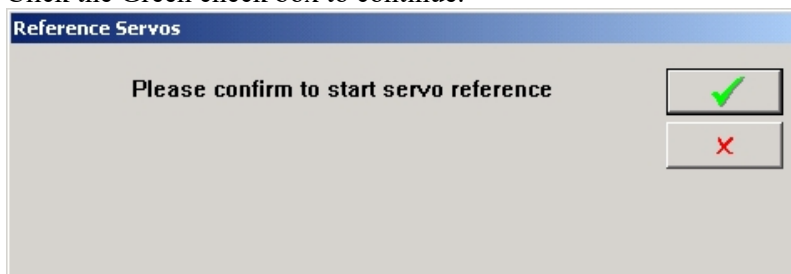 Click the Green check box to continue.
Reference Servos
Please confirm to start servo reference